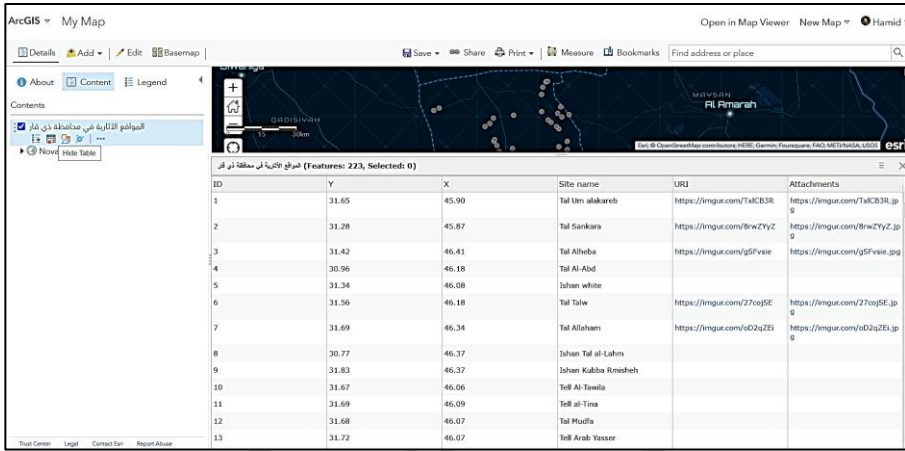 ArcGIS My Map
Open in Map Viewer New Map Hamid
Details Add Edit Basemap
Save Share Print Measure Bookmarks Find address or place
About Content Legend
Contents
المواقع الاثارية في محافظة ذي قار
Nova
Hide Table
QADISIYAH
15 30km
MAYSAN
Al Amarah
Esri, © OpenStreetMap contributors, HERE, Garmin, Foursquare, FAO, METI/NASA, USGS
esri
المواقع الاثارية في محافظة ذي قار (Features: 223, Selected: 0)
ID Y X Site name URI Attachments
1 31.65 45.90 Tal Um alakareb https://imgur.com/TxlCB3R https://imgur.com/TxlCB3R.jp
g
2 31.28 45.87 Tal Sankara https://imgur.com/8rwZYyZ https://imgur.com/8rwZYyZ.jp
g
3 31.42 46.41 Tal Alheba https://imgur.com/gSFvsie https://imgur.com/gSFvsie.jpg
4 30.96 46.18 Tal Al-Abd
5 31.34 46.08 Ishan white
6 31.56 46.18 Tal Talw https://imgur.com/27cojSE https://imgur.com/27cojSE.jp
g
7 31.69 46.34 Tal Allaham https://imgur.com/oD2qZEi https://imgur.com/oD2qZEi.jp
g
8 30.77 46.37 Ishan Tal al-Lahm
9 31.83 46.37 Ishan Kubba Rmisheh
10 31.67 46.06 Tell Al-Tawila
11 31.69 46.09 Tell al-Tina
12 31.68 46.07 Tal Mudfa
13 31.72 46.07 Tell Arab Yasser
Trust Center Legal Contact Esri Report Abuse